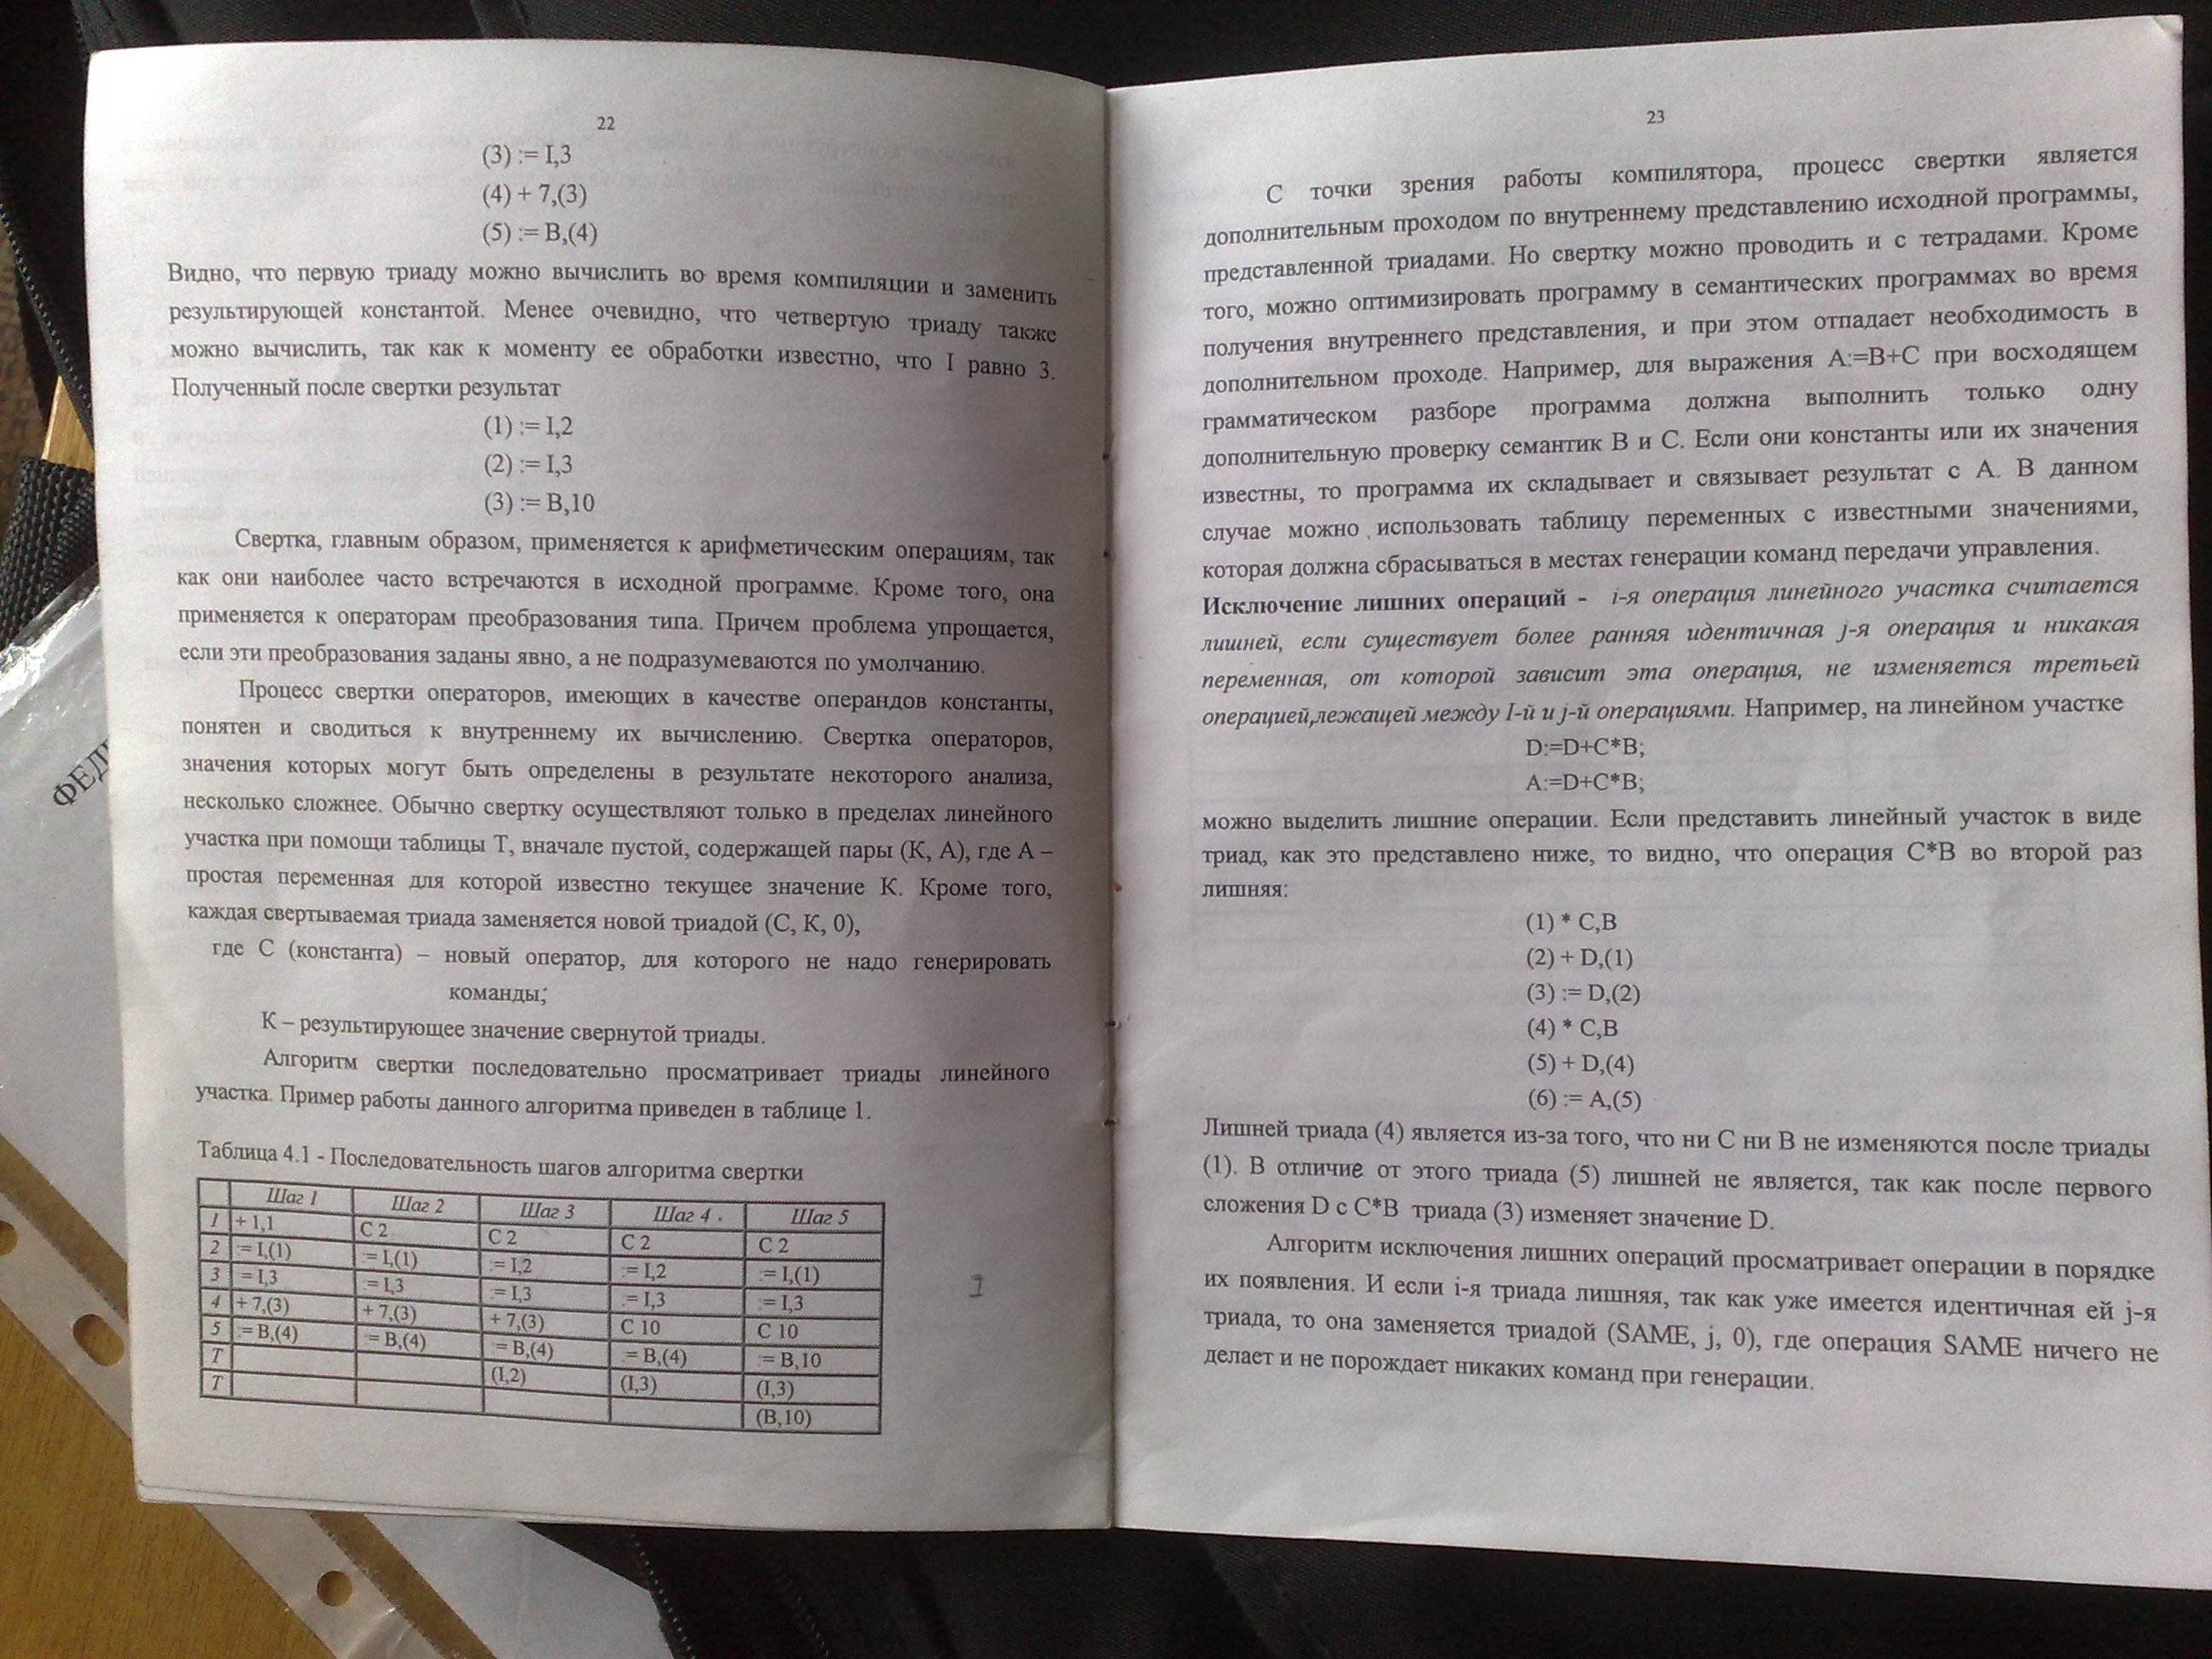 22
(3) := I,3
(4) + 7,(3)
(5) := B,(4)
Видно, что первую триаду можно вычислить во время компиляции и заменить
результирующей константой. Менее очевидно, что четвертую триаду также
можно вычислить, так как к моменту ее обработки известно, что I равно 3.
Полученный после свертки результат
(1) := I,2
(2) := I,3
(3) := B,10
Свертка, главным образом, применяется к арифметическим операциям, так
как они наиболее часто встречаются в исходной программе. Кроме того, она
применяется к операторам преобразования типа. Причем проблема упрощается,
если эти преобразования заданы явно, а не подразумеваются по умолчанию.
Процесс свертки операторов, имеющих в качестве операндов константы,
понятен и сводиться к внутреннему их вычислению. Свертка операторов,
значения которых могут быть определены в результате некоторого анализа,
несколько сложнее. Обычно свертку осуществляют только в пределах линейного
участка при помощи таблицы Т, вначале пустой, содержащей пары (К, А), где А –
простая переменная для которой известно текущее значение К. Кроме того,
каждая свертываемая триада заменяется новой триадой (С, К, 0),
где С (константа) – новый оператор, для которого не надо генерировать
команды;
К – результирующее значение свернутой триады.
Алгоритм свертки последовательно просматривает триады линейного
участка. Пример работы данного алгоритма приведен в таблице 1.
Таблица 4.1 - Последовательность шагов алгоритма свертки
Шаг 1 Шаг 2 Шаг 3 Шаг 4 Шаг 5
1 + 1,1 C 2 C 2 C 2 C 2
2 := I,(1) := I,(1) := I,2 := I,2 := I,(1)
3 := I,3 := I,3 := I,3 := I,3 := I,3
4 + 7,(3) + 7,(3) + 7,(3) C 10 C 10
5 := B,(4) := B,(4) := B,(4) := B,(4) := B,10
T (I,2) (I,3) (I,3)
T (B,10)
23
С точки зрения работы компилятора, процесс свертки является
дополнительным проходом по внутреннему представлению исходной программы,
представленной триадами. Но свертку можно проводить и с тетрадами. Кроме
того, можно оптимизировать программу в семантических программах во время
получения внутреннего представления, и при этом отпадает необходимость в
дополнительном проходе. Например, для выражения A:=B+C при восходящем
грамматическом разборе программа должна выполнить только одну
дополнительную проверку семантик В и С. Если они константы или их значения
известны, то программа их складывает и связывает результат с А. В данном
случае можно использовать таблицу переменных с известными значениями,
которая должна сбрасываться в местах генерации команд передачи управления.
Исключение лишних операций - i-я операция линейного участка считается
лишней, если существует более ранняя идентичная j-я операция и никакая
переменная, от которой зависит эта операция, не изменяется третьей
операцией,лежащей между I-й и j-й операциями. Например, на линейном участке
D:=D+C*B;
A:=D+C*B;
можно выделить лишние операции. Если представить линейный участок в виде
триад, как это представлено ниже, то видно, что операция C*B во второй раз
лишняя:
(1) * C,B
(2) + D,(1)
(3) := D,(2)
(4) * C,B
(5) + D,(4)
(6) := A,(5)
Лишней триада (4) является из-за того, что ни С ни В не изменяются после триады
(1). В отличие от этого триада (5) лишней не является, так как после первого
сложения D с C*B триада (3) изменяет значение D.
Алгоритм исключения лишних операций просматривает операции в порядке
их появления. И если i-я триада лишняя, так как уже имеется идентичная ей j-я
триада, то она заменяется триадой (SAME, j, 0), где операция SAME ничего не
делает и не порождает никаких команд при генерации.